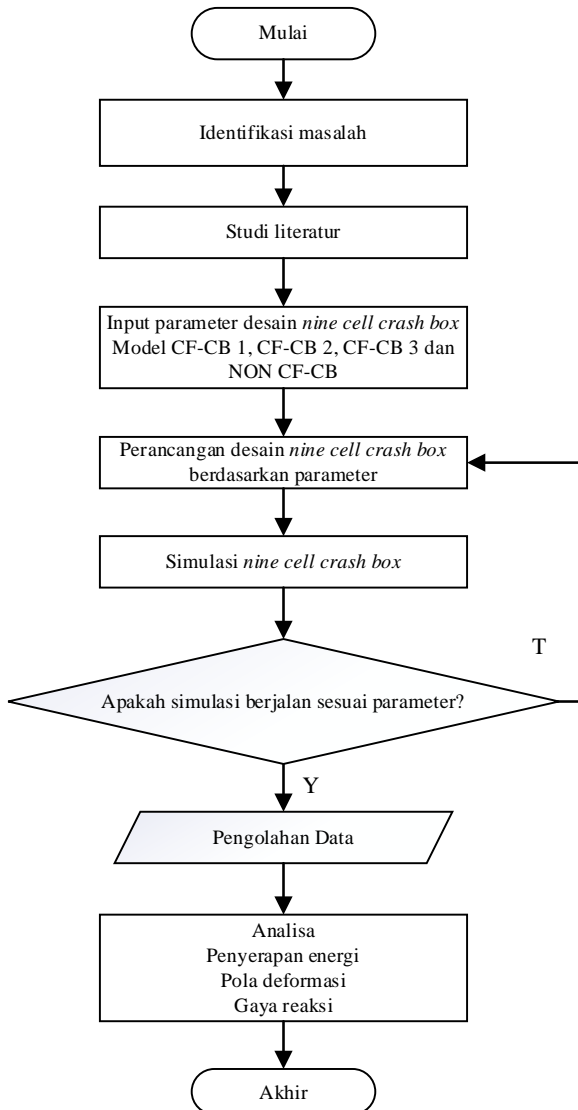 Mulai
Identifikasi masalah
Studi literatur
Input parameter desain nine cell crash box
Model CF-CB 1, CF-CB 2, CF-CB 3 dan
NON CF-CB
Perancangan desain nine cell crash box
berdasarkan parameter
Simulasi nine cell crash box
T
Apakah simulasi berjalan sesuai parameter?
Y
Pengolahan Data
Analisa
Penyerapan energi
Pola deformasi
Gaya reaksi
Akhir